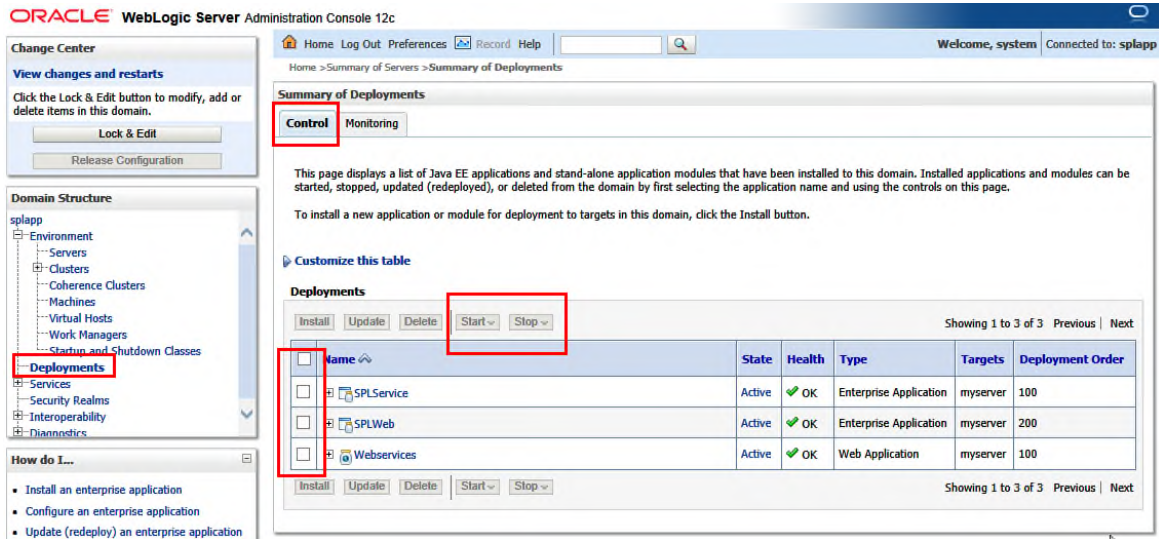 ORACLE WebLogic Server Administration Console 12c
Change Center
View changes and restarts
Click the Lock & Edit button to modify, add or
delete items in this domain.
Lock & Edit
Release Configuration
Domain Structure
splapp
Environment
Servers
Clusters
Coherence Clusters
Machines
Virtual Hosts
Work Managers
Startup and Shutdown Classes
Deployments
Services
Security Realms
Interoperability
Diagnostics
How do I...
Install an enterprise application
Configure an enterprise application
Update (redeploy) an enterprise application
Home Log Out Preferences Record Help
Welcome, system Connected to: splapp
Home >Summary of Servers >Summary of Deployments
Summary of Deployments
Control Monitoring
This page displays a list of Java EE applications and stand-alone application modules that have been installed to this domain. Installed applications and modules can be
started, stopped, updated (redeployed), or deleted from the domain by first selecting the application name and using the controls on this page.
To install a new application or module for deployment to targets in this domain, click the Install button.
Customize this table
Deployments
Install Update Delete Start Stop Showing 1 to 3 of 3 Previous | Next
Name State Health Type Targets Deployment Order
SPLService Active OK Enterprise Application myserver 100
SPLWeb Active OK Enterprise Application myserver 200
Webservices Active OK Web Application myserver 100
Install Update Delete Start Stop Showing 1 to 3 of 3 Previous | Next